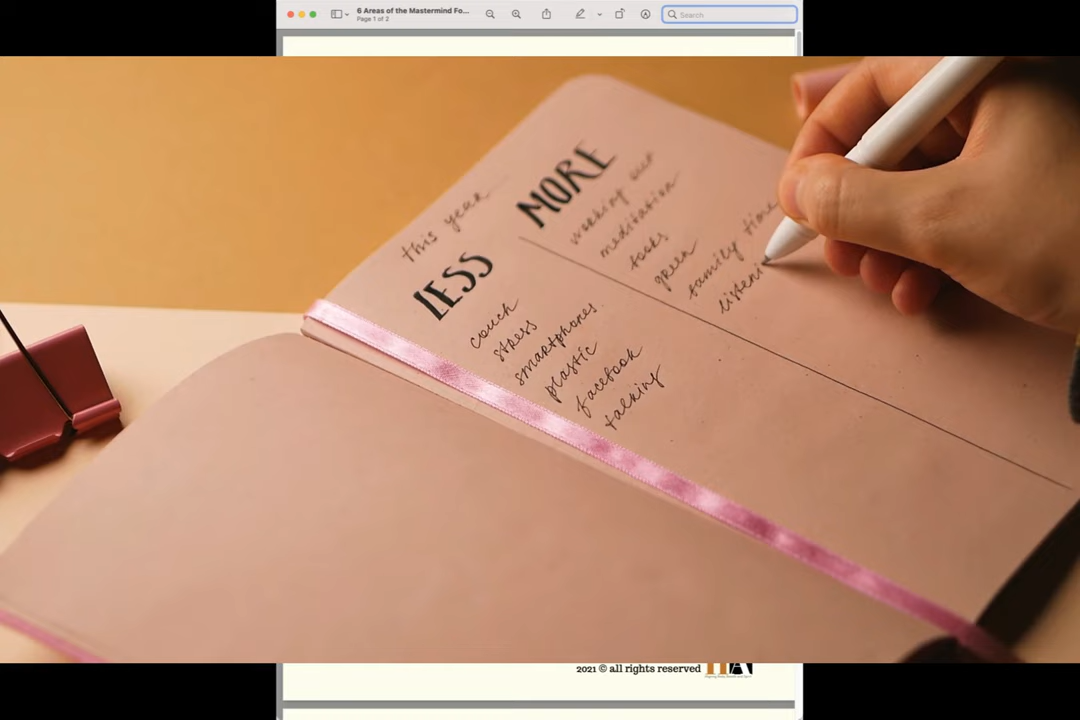 6 Areas of the Mastermind Fo...
Page 1 of 2
Search
this year
LESS
couch
stress
smartphones
plastic
facebook
talking
MORE
working out
meditation
books
green
family time
listeni
2021 © all rights reserved